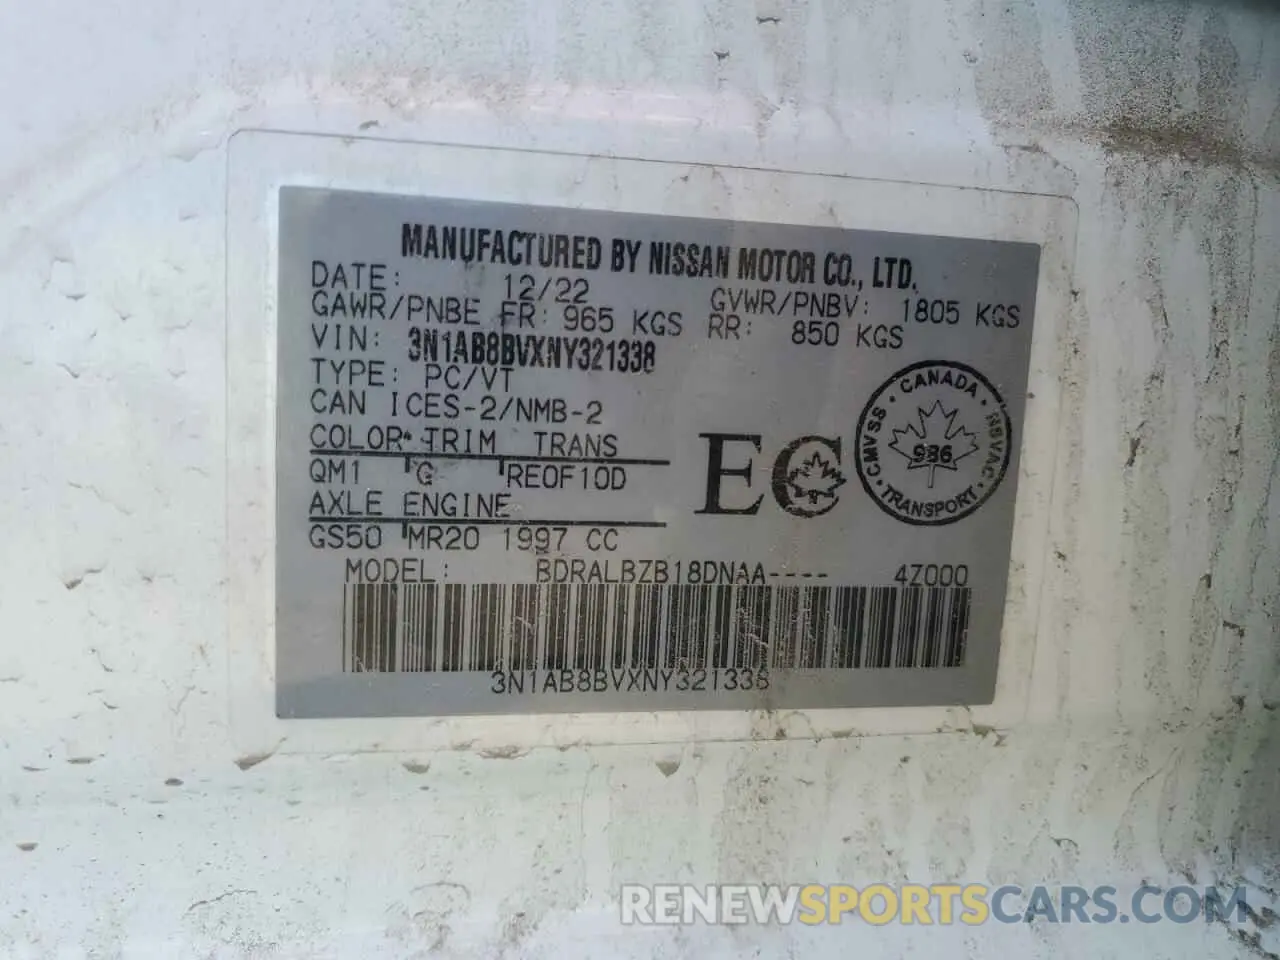 MANUFACTURED BY NISSAN MOTOR CO., LTD.
DATE: 12/22 GVWR/PNBV: 1805 KGS
GAWR/PNBE FR: 965 KGS RR: 850 KGS
VIN: 3N1AB8BVXNY321338
TYPE: PC/VT
CAN ICES-2/NMB-2
COLOR TRIM TRANS
QM1 G RE0F10D
AXLE ENGINE
GS50 MR20 1997 CC
EC
CANADA
CMVSS NSVAC
986
TRANSPORT
MODEL: BDRALBZB18DNAA---- 4Z000
3N1AB8BVXNY321338
RENEWSPORTSCARS.COM